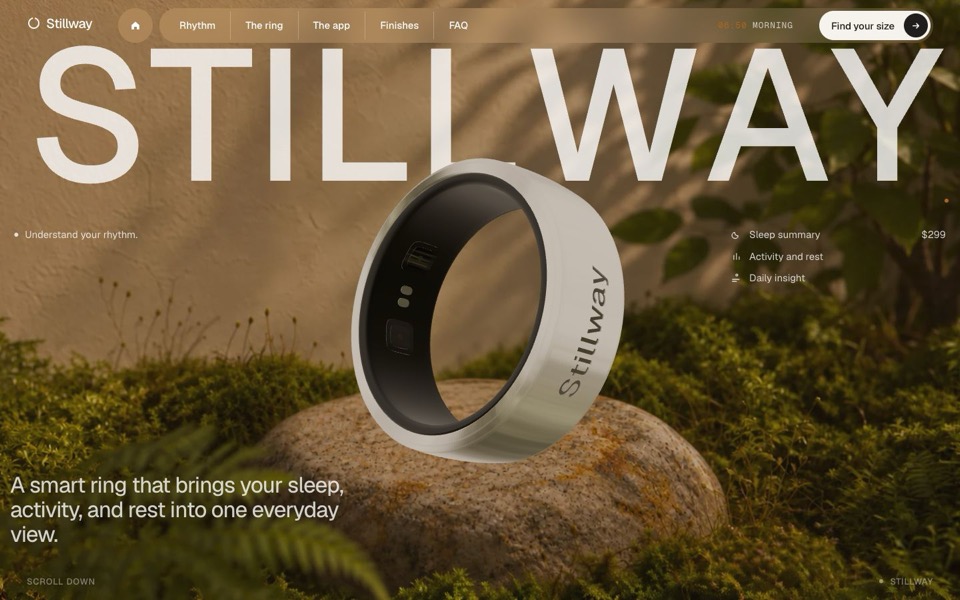 Stillway
Rhythm
The ring
The app
Finishes
FAQ
06:50 MORNING
Find your size
STILLWAY
Understand your rhythm.
Sleep summary
$299
Activity and rest
Daily insight
Stillway
A smart ring that brings your sleep,
activity, and rest into one everyday
view.
SCROLL DOWN
STILLWAY